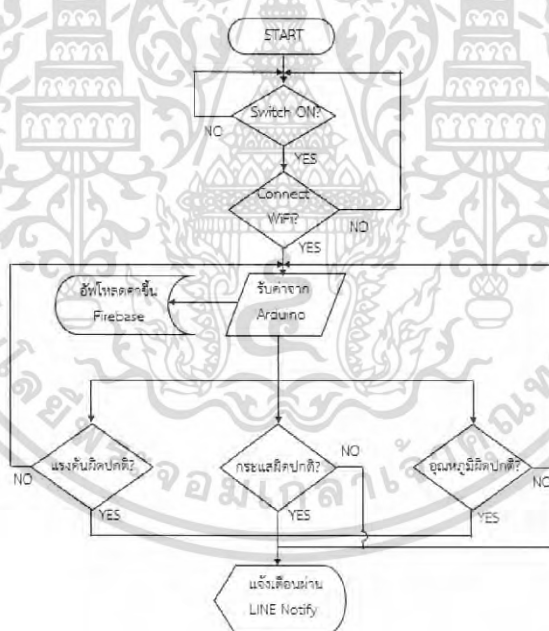 START
Switch ON?
NO
YES
Connect
WiFi?
NO
YES
อัพโหลดค่าขึ้น
Firebase
รับค่าจาก
Arduino
แรงดันผิดปกติ?
กระแสผิดปกติ?
อุณหภูมิผิดปกติ?
NO
NO
NO
YES
YES
YES
แจ้งเตือนผ่าน
LINE Notify